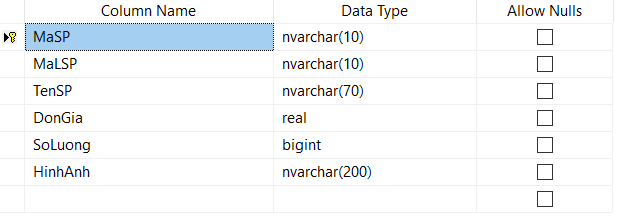 Column Name Data Type Allow Nulls
MaSP nvarchar(10)
MaLSP nvarchar(10)
TenSP nvarchar(70)
DonGia real
SoLuong bigint
HinhAnh nvarchar(200)